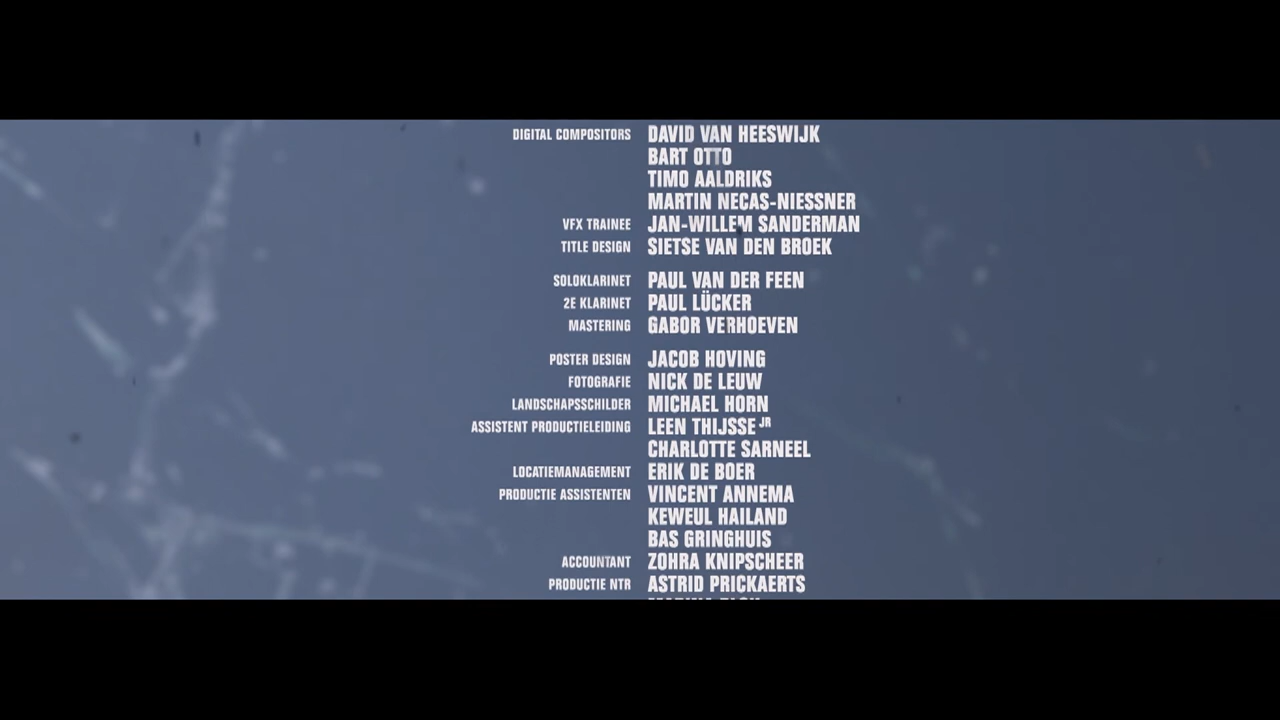 DIGITAL COMPOSITORS DAVID VAN HEESWIJK
BART OTTO
TIMO AALDRIKS
MARTIN NECAS-NIESSNER
VFX TRAINEE JAN-WILLEM SANDERMAN
TITLE DESIGN SIETSE VAN DEN BROEK
SOLOKLARINET PAUL VAN DER FEEN
2E KLARINET PAUL LÜCKER
MASTERING GABOR VERHOEVEN
POSTER DESIGN JACOB HOVING
FOTOGRAFIE NICK DE LEUW
LANDSCHAPSSCHILDER MICHAEL HORN
ASSISTENT PRODUCTIELEIDING LEEN THIJSSE JR
CHARLOTTE SARNEEL
LOCATIEMANAGEMENT ERIK DE BOER
PRODUCTIE ASSISTENTEN VINCENT ANNEMA
KEWEUL HAILAND
BAS GRINGHUIS
ACCOUNTANT ZOHRA KNIPSCHEER
PRODUCTIE NTR ASTRID PRICKAERTS